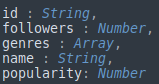 id : String,
followers : Number,
genres : Array,
name : String,
popularity: Number